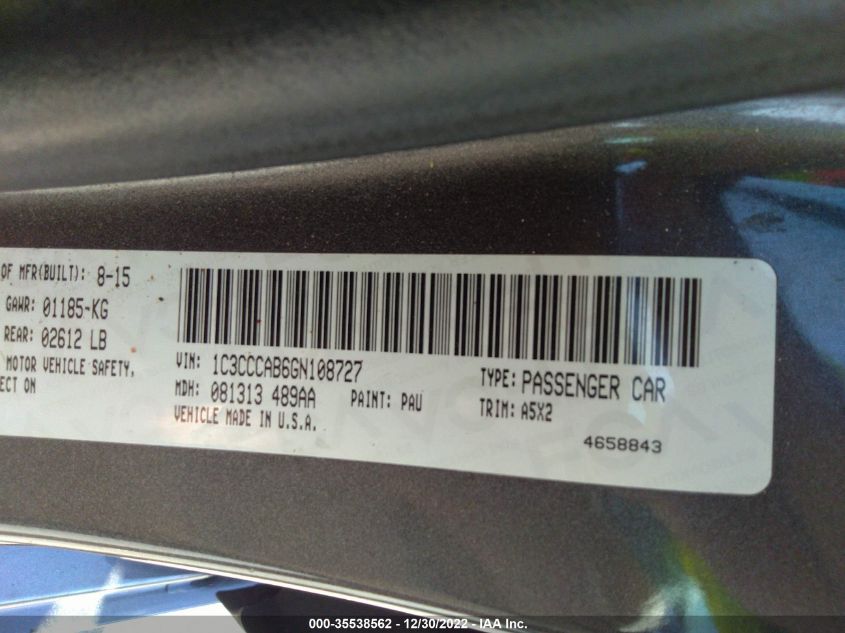 OF MFR(BUILT): 8-15
GAWR: 01185-KG
REAR: 02612 LB
MOTOR VEHICLE SAFETY,
ECT ON
VIN: 1C3CCCAB6GN108727
MDH: 081313 489AA PAINT: PAU
VEHICLE MADE IN U.S.A.
TYPE: PASSENGER CAR
TRIM: A5X2
4658843
000-35538562 - 12/30/2022 - IAA Inc.